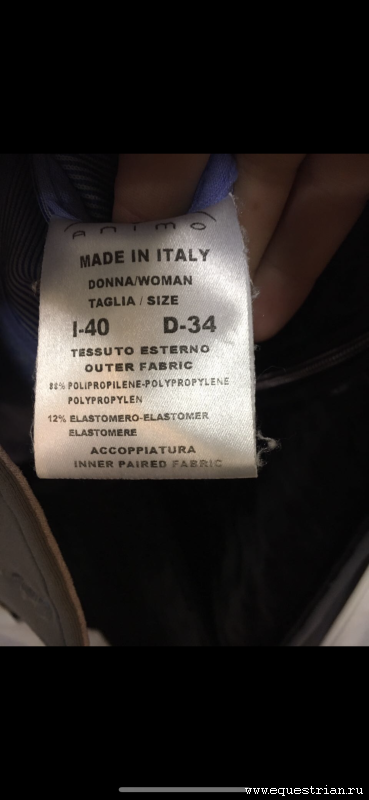 animo
MADE IN ITALY
DONNA/WOMAN
TAGLIA / SIZE
I-40 D-34
TESSUTO ESTERNO
OUTER FABRIC
88% POLIPROPILENE-POLYPROPYLENE
POLYPROPYLEN
12% ELASTOMERO-ELASTOMER
ELASTOMERE
ACCOPPIATURA
INNER PAIRED FABRIC
www.equestrian.ru